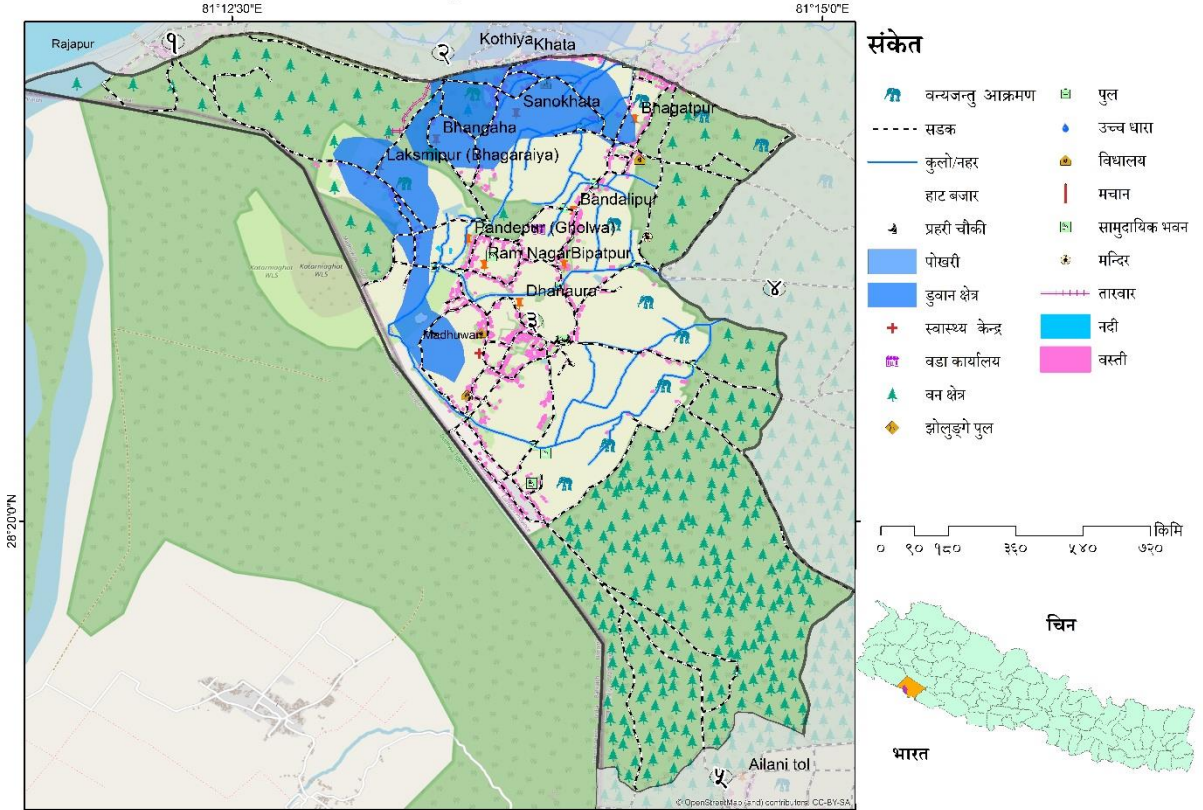 81°12'30"E
81°15'0"E
28°20'0"N
Rajapur
१
२
Kothiya
Khata
Sanokhata
Bhagatpur
Bhangaha
Laksmipur (Bhagaraiya)
Bandalipur
Pandepur (Gholwa)
Ram Nagar
Bipatpur
Katarniaghat
WLS
Katarniaghat
WLS
Dhanaura
४
३
Madhuwan
५
Ailani tol
© OpenStreetMap (and) contributors, CC-BY-SA
संकेत
वन्यजन्तु आक्रमण
सडक
कुलो/नहर
हाट बजार
प्रहरी चौकी
पोखरी
डुवान क्षेत्र
स्वास्थ्य केन्द्र
वडा कार्यालय
वन क्षेत्र
झोलुङ्गे पुल
पुल
उच्च धारा
विधालय
मचान
सामुदायिक भवन
मन्दिर
तारवार
नदी
वस्ती
किमि
० ९० १८० ३६० ५४० ७२०
चिन
भारत